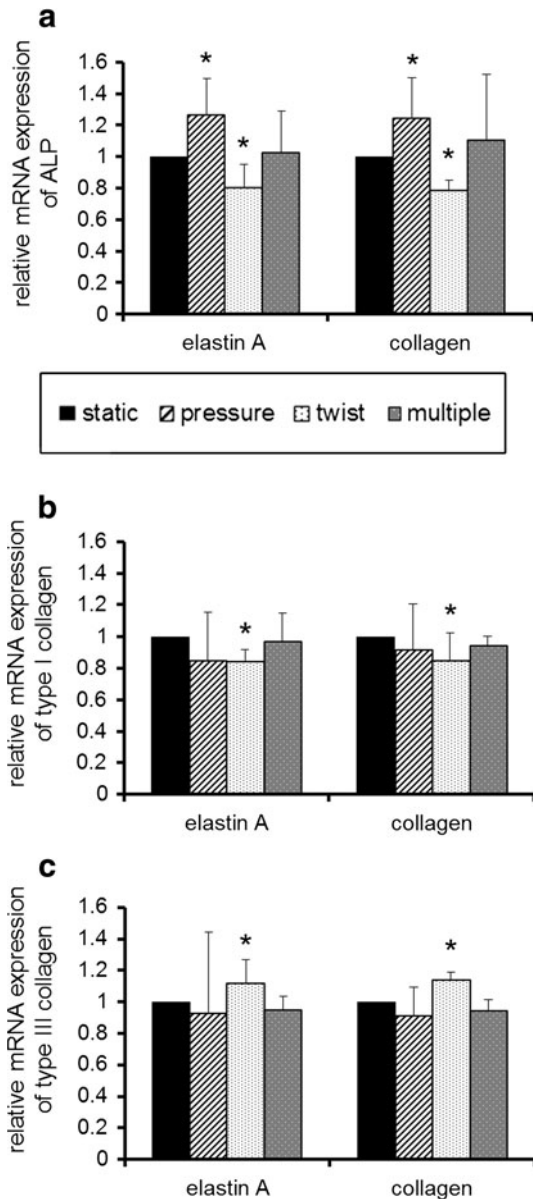 a
relative mRNA expression
of ALP
1.6
1.4
1.2
1
0.8
0.6
0.4
0.2
0
*
*
*
*
elastin A
collagen
static
pressure
twist
multiple
b
relative mRNA expression
of type I collagen
1.6
1.4
1.2
1
0.8
0.6
0.4
0.2
0
*
*
elastin A
collagen
c
relative mRNA expression
of type III collagen
1.6
1.4
1.2
1
0.8
0.6
0.4
0.2
0
*
*
elastin A
collagen